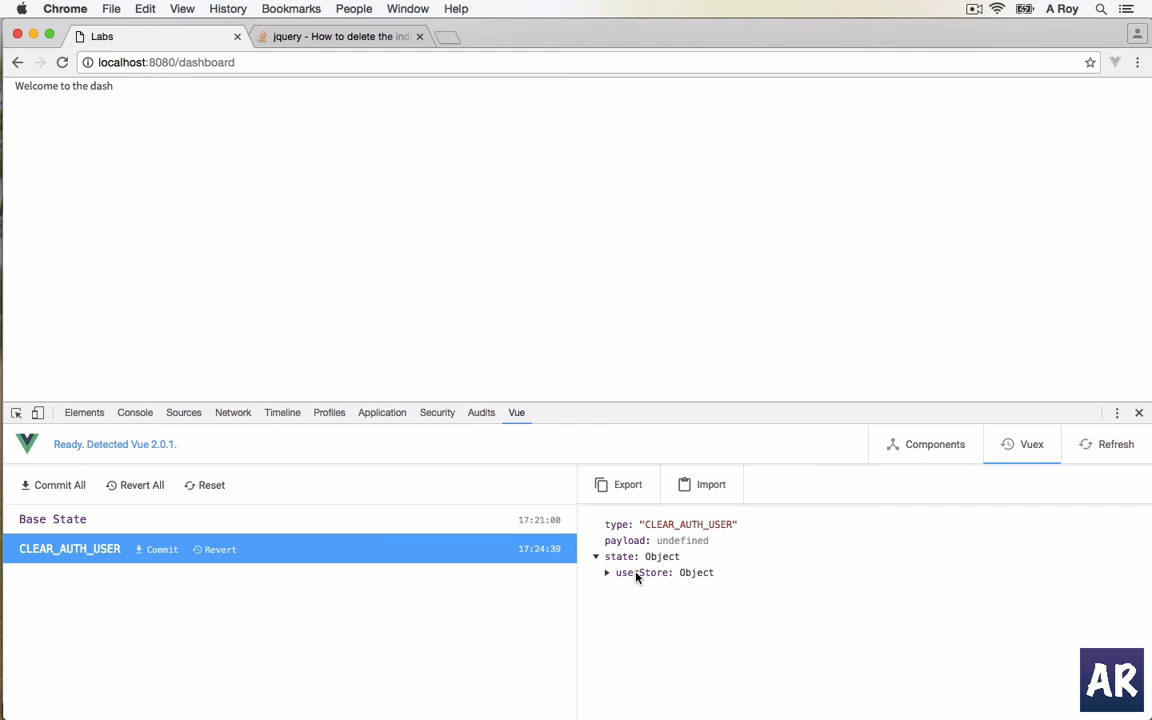 Chrome File Edit View History Bookmarks People Window Help A Roy
Labs jquery - How to delete the ind
localhost:8080/dashboard
Welcome to the dash
Elements Console Sources Network Timeline Profiles Application Security Audits Vue
Ready. Detected Vue 2.0.1. Components Vuex Refresh
Commit All Revert All Reset Export Import
Base State 17:21:00
type: "CLEAR_AUTH_USER"
payload: undefined
CLEAR_AUTH_USER Commit Revert 17:24:39
state: Object
userStore: Object
AR